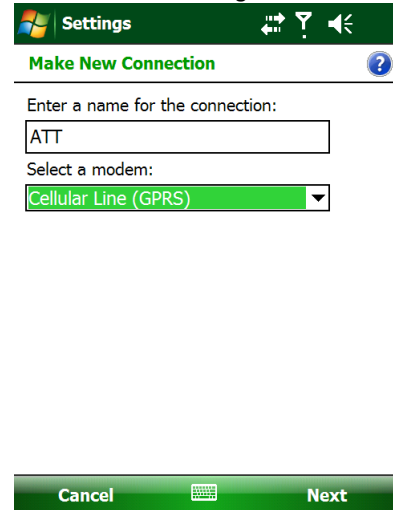 Settings
Make New Connection
?
Enter a name for the connection:
ATT
Select a modem:
Cellular Line (GPRS)
Cancel
Next